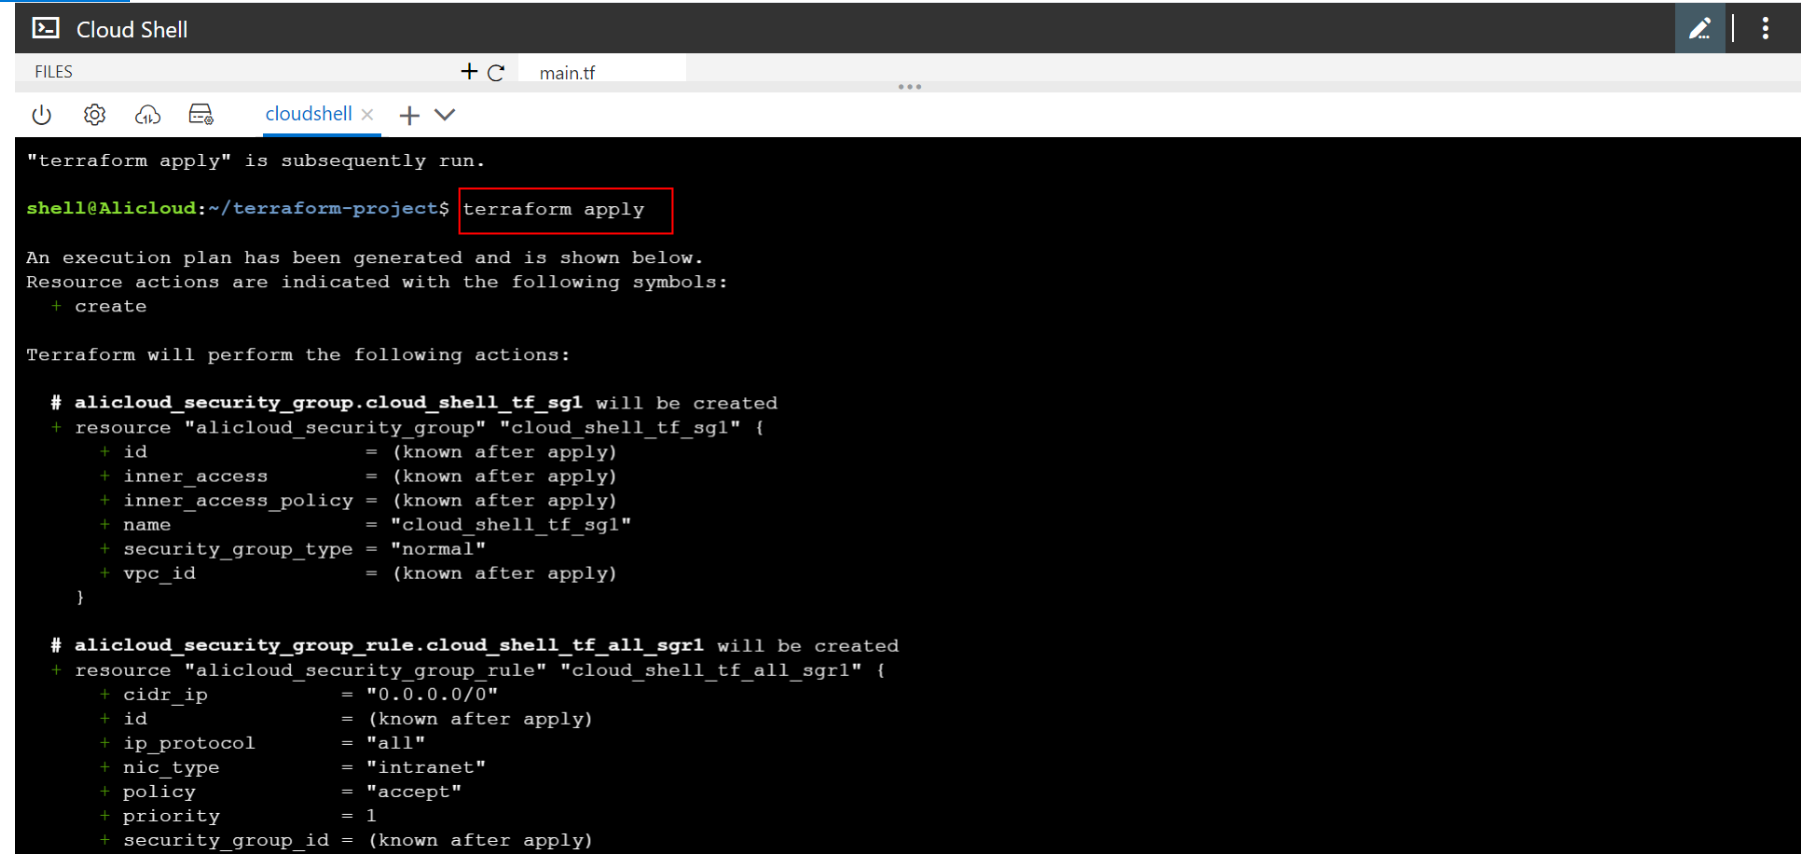 Cloud Shell
FILES
main.tf
cloudshell
"terraform apply" is subsequently run.
shell@Alicloud:~/terraform-project$ terraform apply
An execution plan has been generated and is shown below.
Resource actions are indicated with the following symbols:
+ create
Terraform will perform the following actions:
# alicloud_security_group.cloud_shell_tf_sg1 will be created
+ resource "alicloud_security_group" "cloud_shell_tf_sg1" {
+ id = (known after apply)
+ inner_access = (known after apply)
+ inner_access_policy = (known after apply)
+ name = "cloud_shell_tf_sg1"
+ security_group_type = "normal"
+ vpc_id = (known after apply)
}
# alicloud_security_group_rule.cloud_shell_tf_all_sgr1 will be created
+ resource "alicloud_security_group_rule" "cloud_shell_tf_all_sgr1" {
+ cidr_ip = "0.0.0.0/0"
+ id = (known after apply)
+ ip_protocol = "all"
+ nic_type = "intranet"
+ policy = "accept"
+ priority = 1
+ security_group_id = (known after apply)